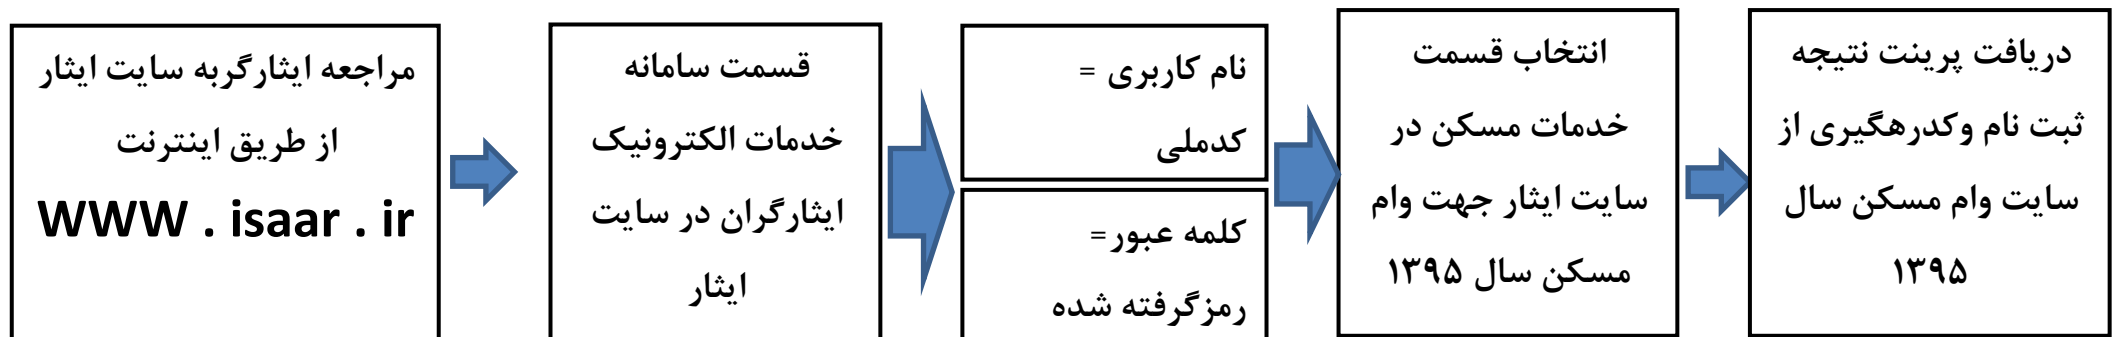 مراجعه ایثارگربه سایت ایثار
از طریق اینترنت
WWW . isaar . ir
قسمت سامانه
خدمات الکترونیک
ایثارگران در سایت
ایثار
نام کاربری =
کدملی
کلمه عبور=
رمزگرفته شده
انتخاب قسمت
خدمات مسکن در
سایت ایثار جهت وام
مسکن سال ۱۳۹۵
دریافت پرینت نتیجه
ثبت نام وکدرهگیری از
سایت وام مسکن سال
۱۳۹۵